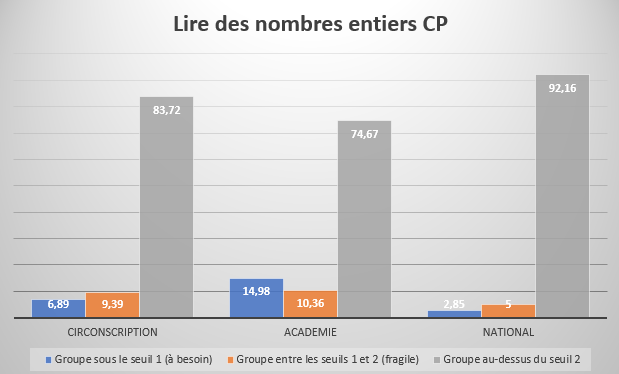 Lire des nombres entiers CP
83,72
74,67
92,16
6,89
9,39
14,98
10,36
2,85
5
CIRCONSCRIPTION
ACADEMIE
NATIONAL
Groupe sous le seuil 1 (à besoin)
Groupe entre les seuils 1 et 2 (fragile)
Groupe au-dessus du seuil 2